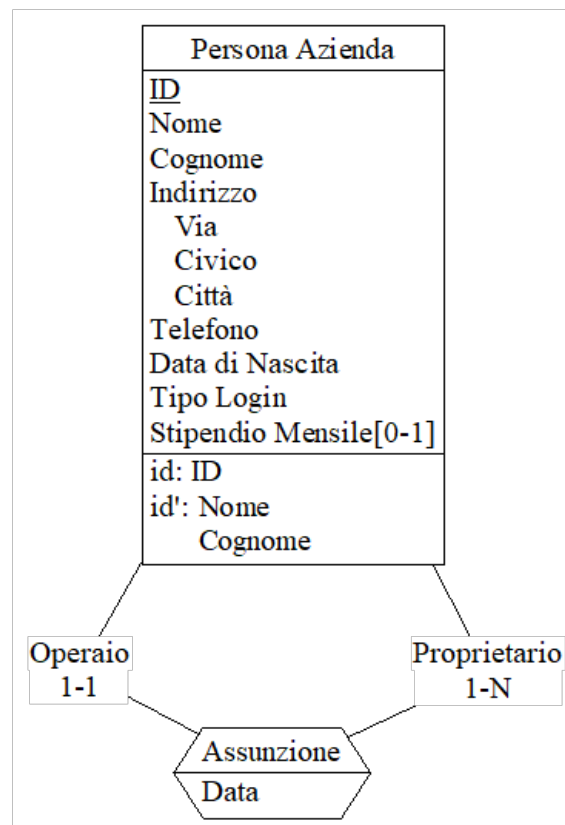 Persona Azienda
ID
Nome
Cognome
Indirizzo
Via
Civico
Città
Telefono
Data di Nascita
Tipo Login
Stipendio Mensile[0-1]
id: ID
id': Nome
Cognome
Operaio
1-1
Proprietario
1-N
Assunzione
Data